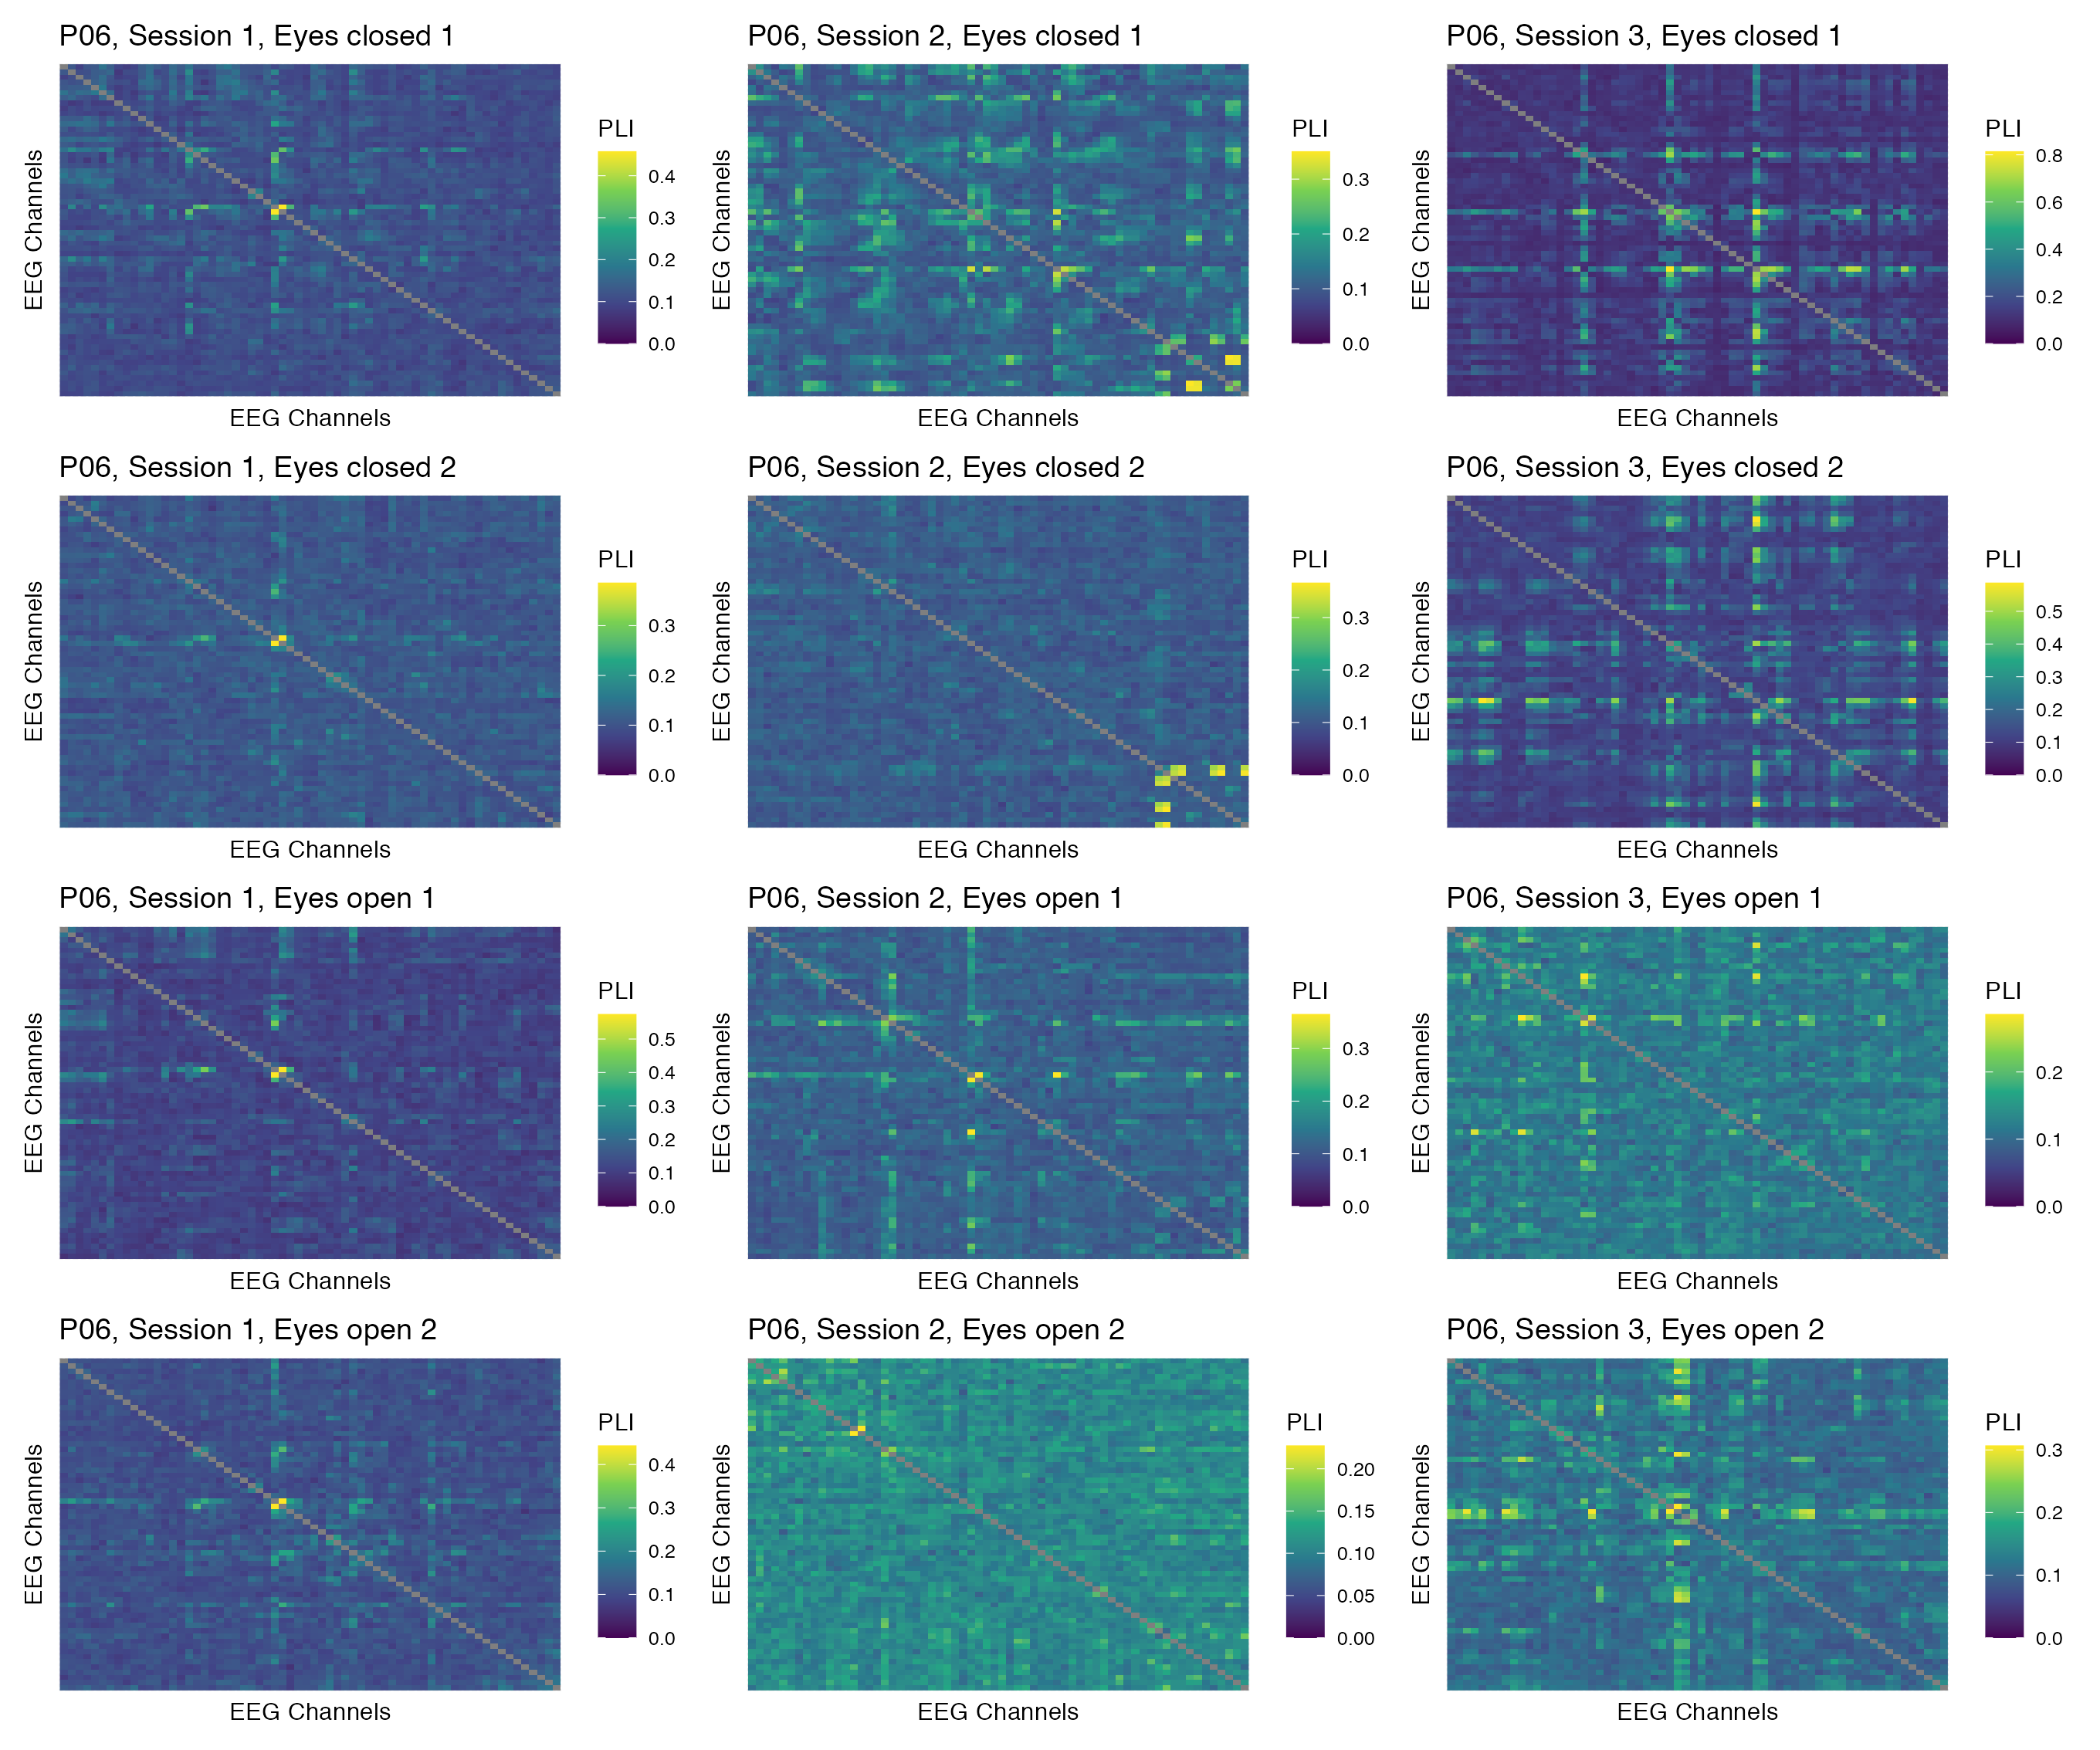 P06, Session 1, Eyes closed 1
EEG Channels
EEG Channels
PLI
0.4
0.3
0.2
0.1
0.0
P06, Session 2, Eyes closed 1
EEG Channels
EEG Channels
PLI
0.3
0.2
0.1
0.0
P06, Session 3, Eyes closed 1
EEG Channels
EEG Channels
PLI
0.8
0.6
0.4
0.2
0.0
P06, Session 1, Eyes closed 2
EEG Channels
EEG Channels
PLI
0.3
0.2
0.1
0.0
P06, Session 2, Eyes closed 2
EEG Channels
EEG Channels
PLI
0.3
0.2
0.1
0.0
P06, Session 3, Eyes closed 2
EEG Channels
EEG Channels
PLI
0.5
0.4
0.3
0.2
0.1
0.0
P06, Session 1, Eyes open 1
EEG Channels
EEG Channels
PLI
0.5
0.4
0.3
0.2
0.1
0.0
P06, Session 2, Eyes open 1
EEG Channels
EEG Channels
PLI
0.3
0.2
0.1
0.0
P06, Session 3, Eyes open 1
EEG Channels
EEG Channels
PLI
0.2
0.1
0.0
P06, Session 1, Eyes open 2
EEG Channels
EEG Channels
PLI
0.4
0.3
0.2
0.1
0.0
P06, Session 2, Eyes open 2
EEG Channels
EEG Channels
PLI
0.20
0.15
0.10
0.05
0.00
P06, Session 3, Eyes open 2
EEG Channels
EEG Channels
PLI
0.3
0.2
0.1
0.0